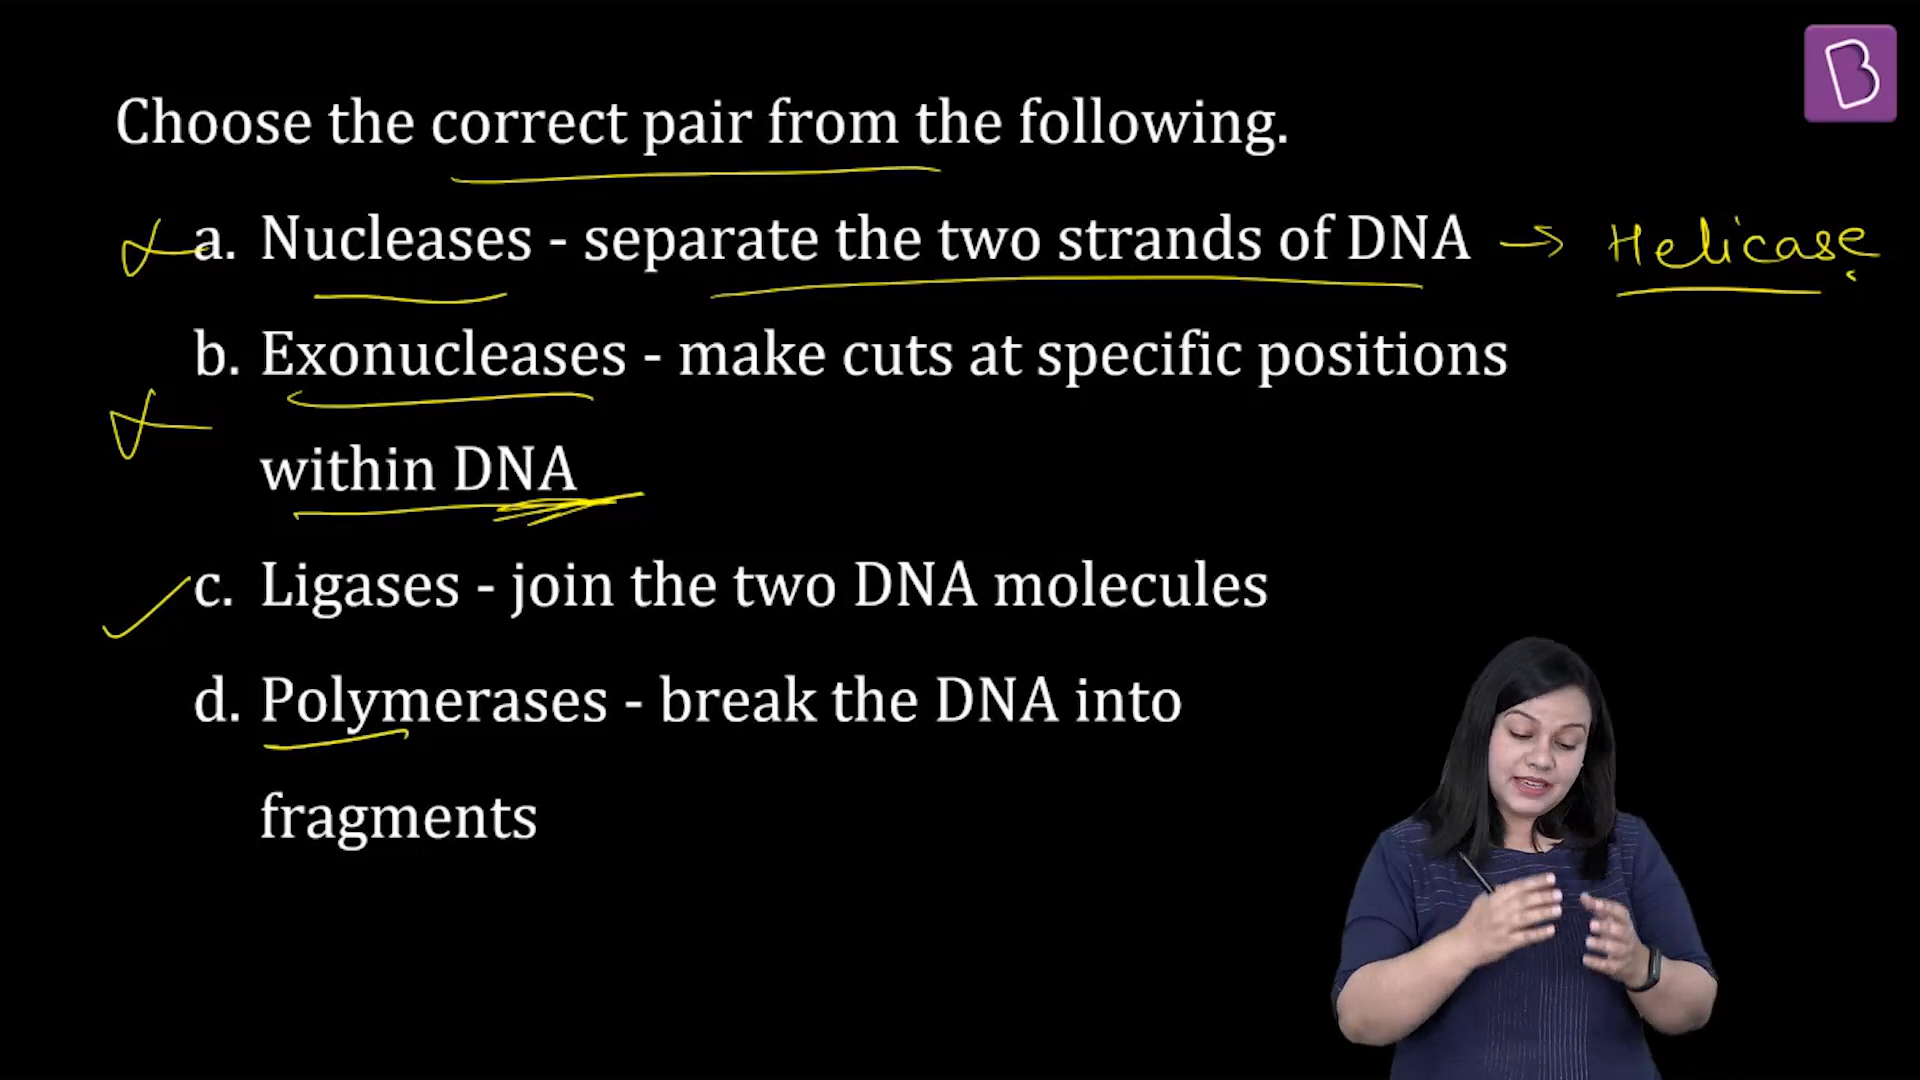 Choose the correct pair from the following.
a. Nucleases - separate the two strands of DNA → Helicase
b. Exonucleases - make cuts at specific positions
within DNA
c. Ligases - join the two DNA molecules
d. Polymerases - break the DNA into
fragments